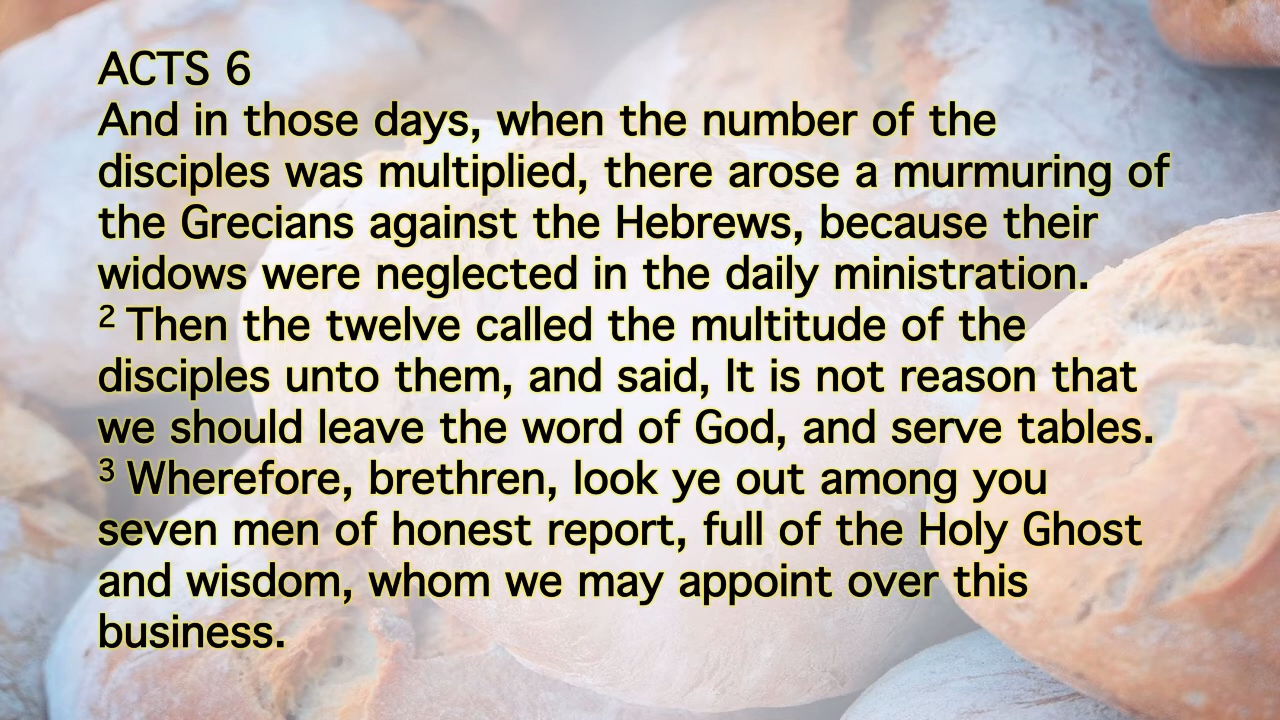 ACTS 6
And in those days, when the number of the
disciples was multiplied, there arose a murmuring of
the Grecians against the Hebrews, because their
widows were neglected in the daily ministration.
2 Then the twelve called the multitude of the
disciples unto them, and said, It is not reason that
we should leave the word of God, and serve tables.
3 Wherefore, brethren, look ye out among you
seven men of honest report, full of the Holy Ghost
and wisdom, whom we may appoint over this
business.